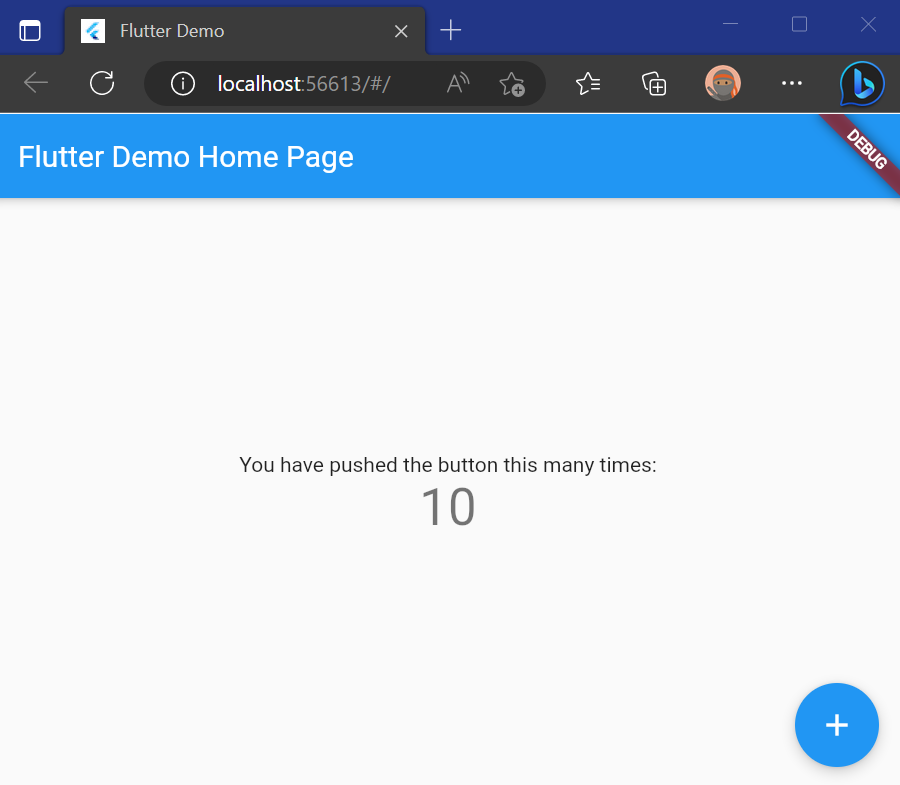 Flutter Demo
localhost:56613/#/
Flutter Demo Home Page
DEBUG
You have pushed the button this many times:
10